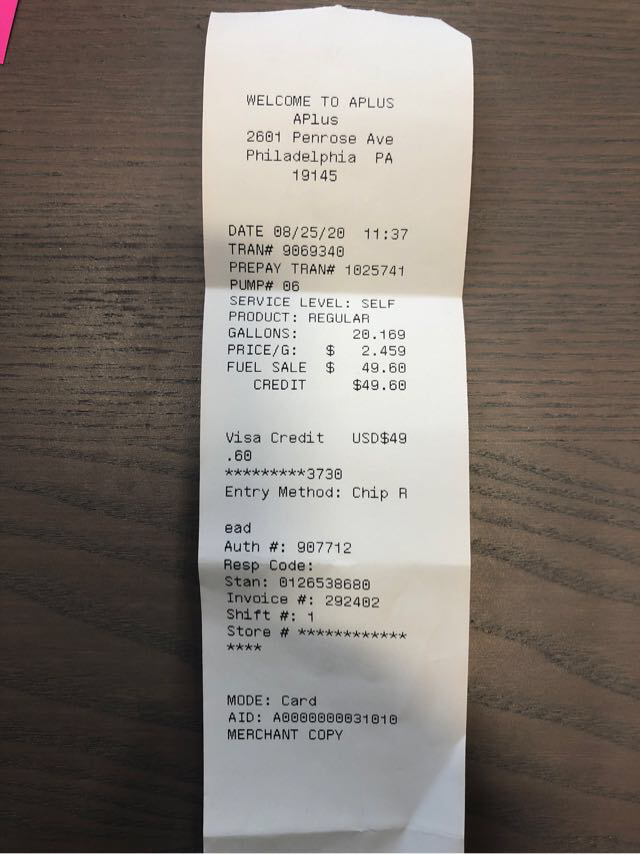 WELCOME TO APLUS
APlus
2601 Penrose Ave
Philadelphia PA
19145
DATE 08/25/20 11:37
TRAN# 9069340
PREPAY TRAN# 1025741
PUMP# 06
SERVICE LEVEL: SELF
PRODUCT: REGULAR
GALLONS: 20.169
PRICE/G: $ 2.459
FUEL SALE $ 49.60
CREDIT $49.60
Visa Credit USD$49
.60
*********3730
Entry Method: Chip R
ead
Auth #: 907712
Resp Code:
Stan: 0126538680
Invoice #: 292402
Shift #: 1
Store # ************
****
MODE: Card
AID: A0000000031010
MERCHANT COPY